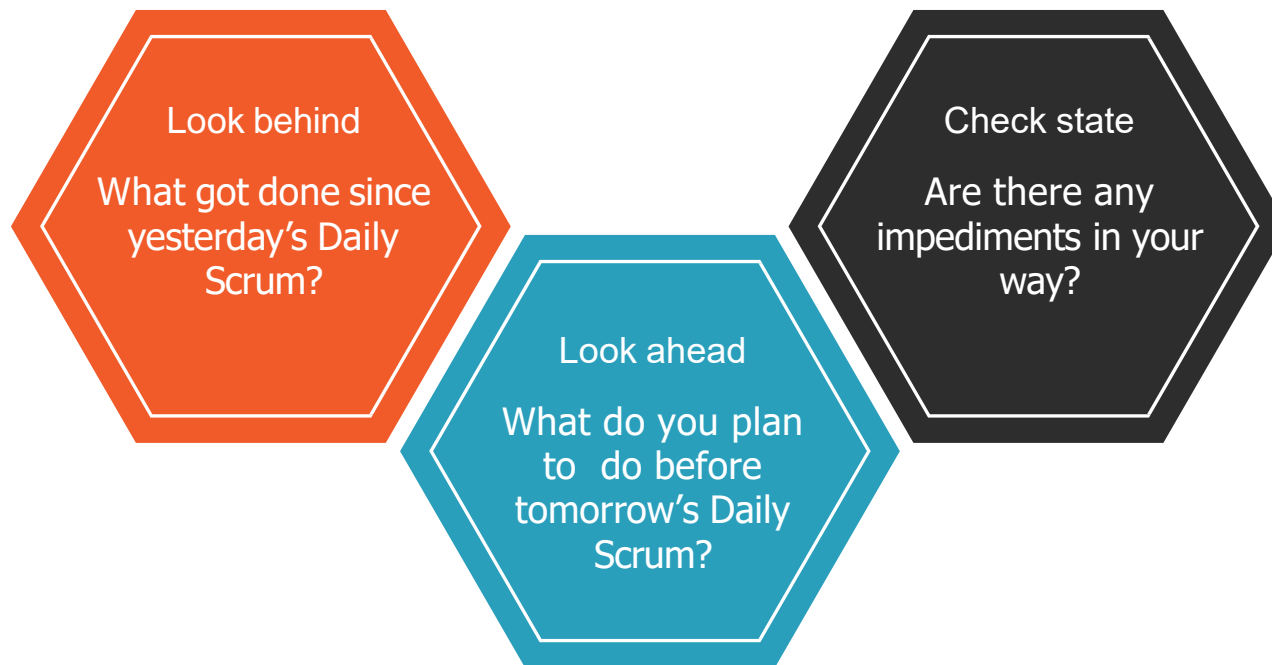 Look behind
What got done since
yesterday’s Daily
Scrum?
Look ahead
What do you plan
to  do before
tomorrow’s Daily
Scrum?
Check state
Are there any
impediments in your
way?